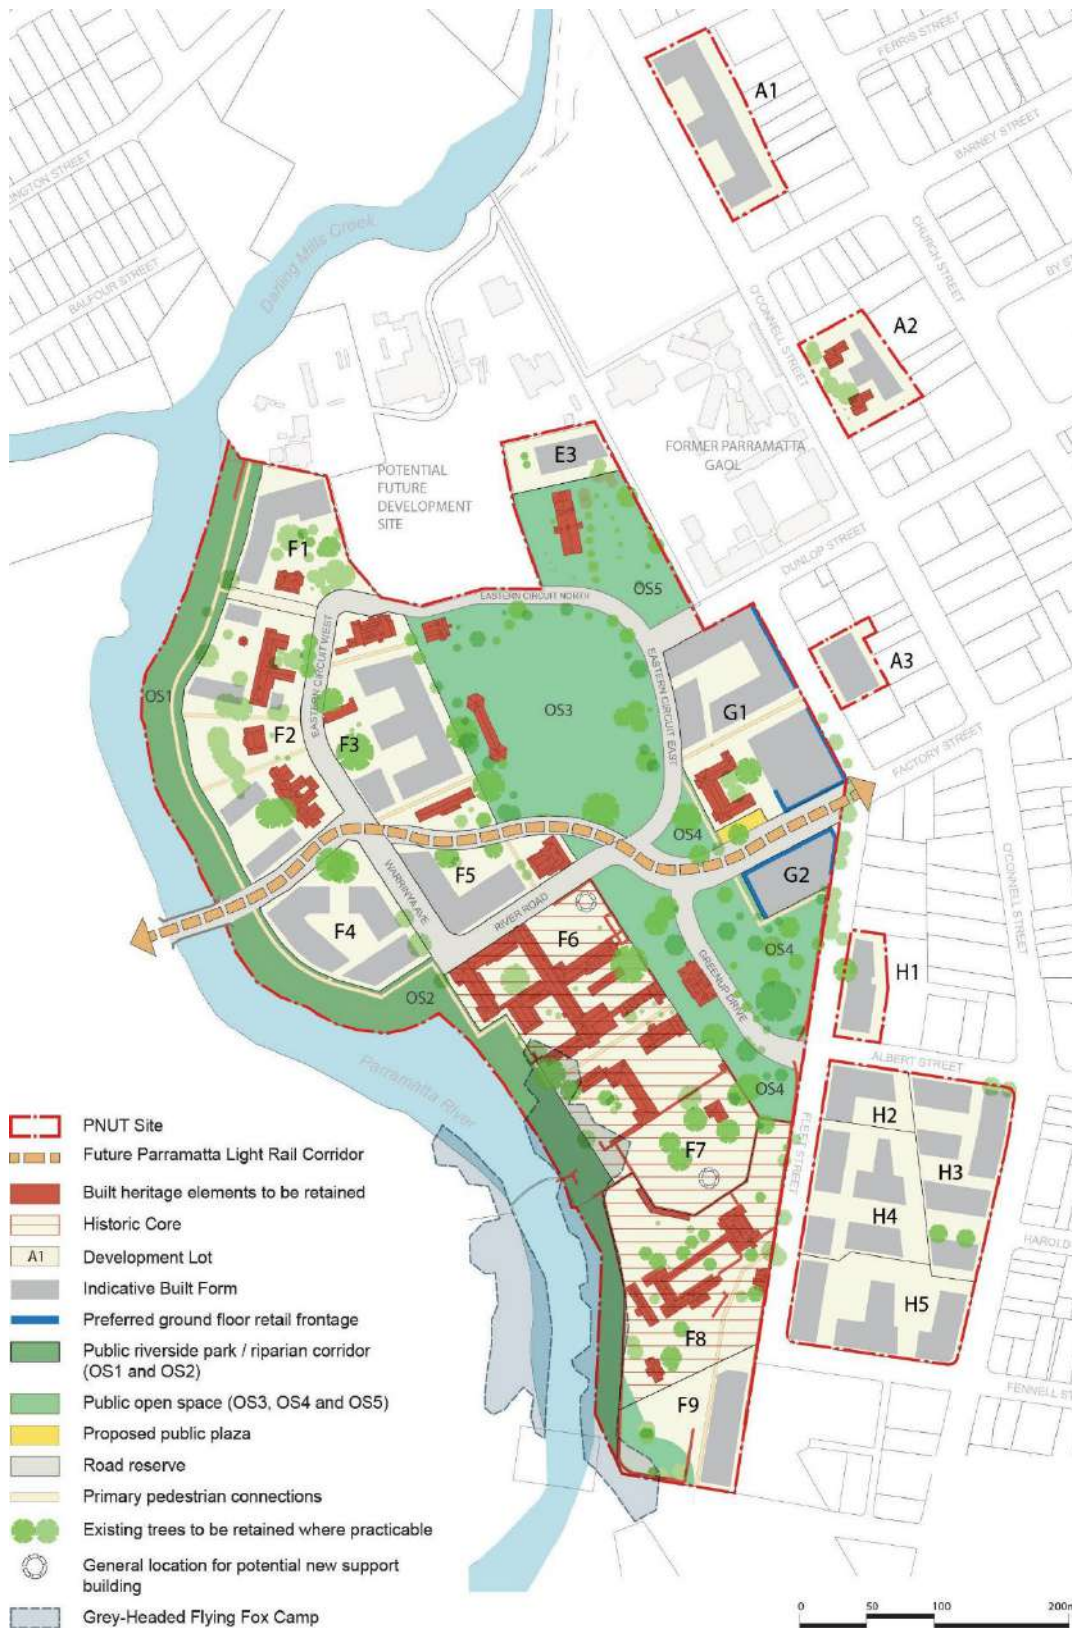 FERRIS STREET
A1
BARNEY STREET
NGTON STREET
CHURCH STREET
BALFOUR STREET
Darling Mills Creek
BY S
O'CONNELL STREET
A2
E3
FORMER PARRAMATTA
GAOL
POTENTIAL
FUTURE
DEVELOPMENT
SITE
DUNLOP STREET
F1
OS5
EASTERN CIRCUIT NORTH
EASTERN CIRCUIT WEST
A3
OS1
OS3
EASTERN CIRCUIT EAST
G1
F2
F3
FACTORY STREET
OS4
O'CONNELL STREET
F5
G2
WARRINYA AVE
RIVER ROAD
F4
F6
OS4
H1
GREENUP DRIVE
OS2
ALBERT STREET
Parramatta River
OS4
H2
FLEET STREET
F7
H3
H4
HAROLD
H5
F8
FENNELL ST
F9
PNUT Site
Future Parramatta Light Rail Corridor
Built heritage elements to be retained
Historic Core
A1 Development Lot
Indicative Built Form
Preferred ground floor retail frontage
Public riverside park / riparian corridor
(OS1 and OS2)
Public open space (OS3, OS4 and OS5)
Proposed public plaza
Road reserve
Primary pedestrian connections
Existing trees to be retained where practicable
General location for potential new support
building
Grey-Headed Flying Fox Camp
0 50 100 200m